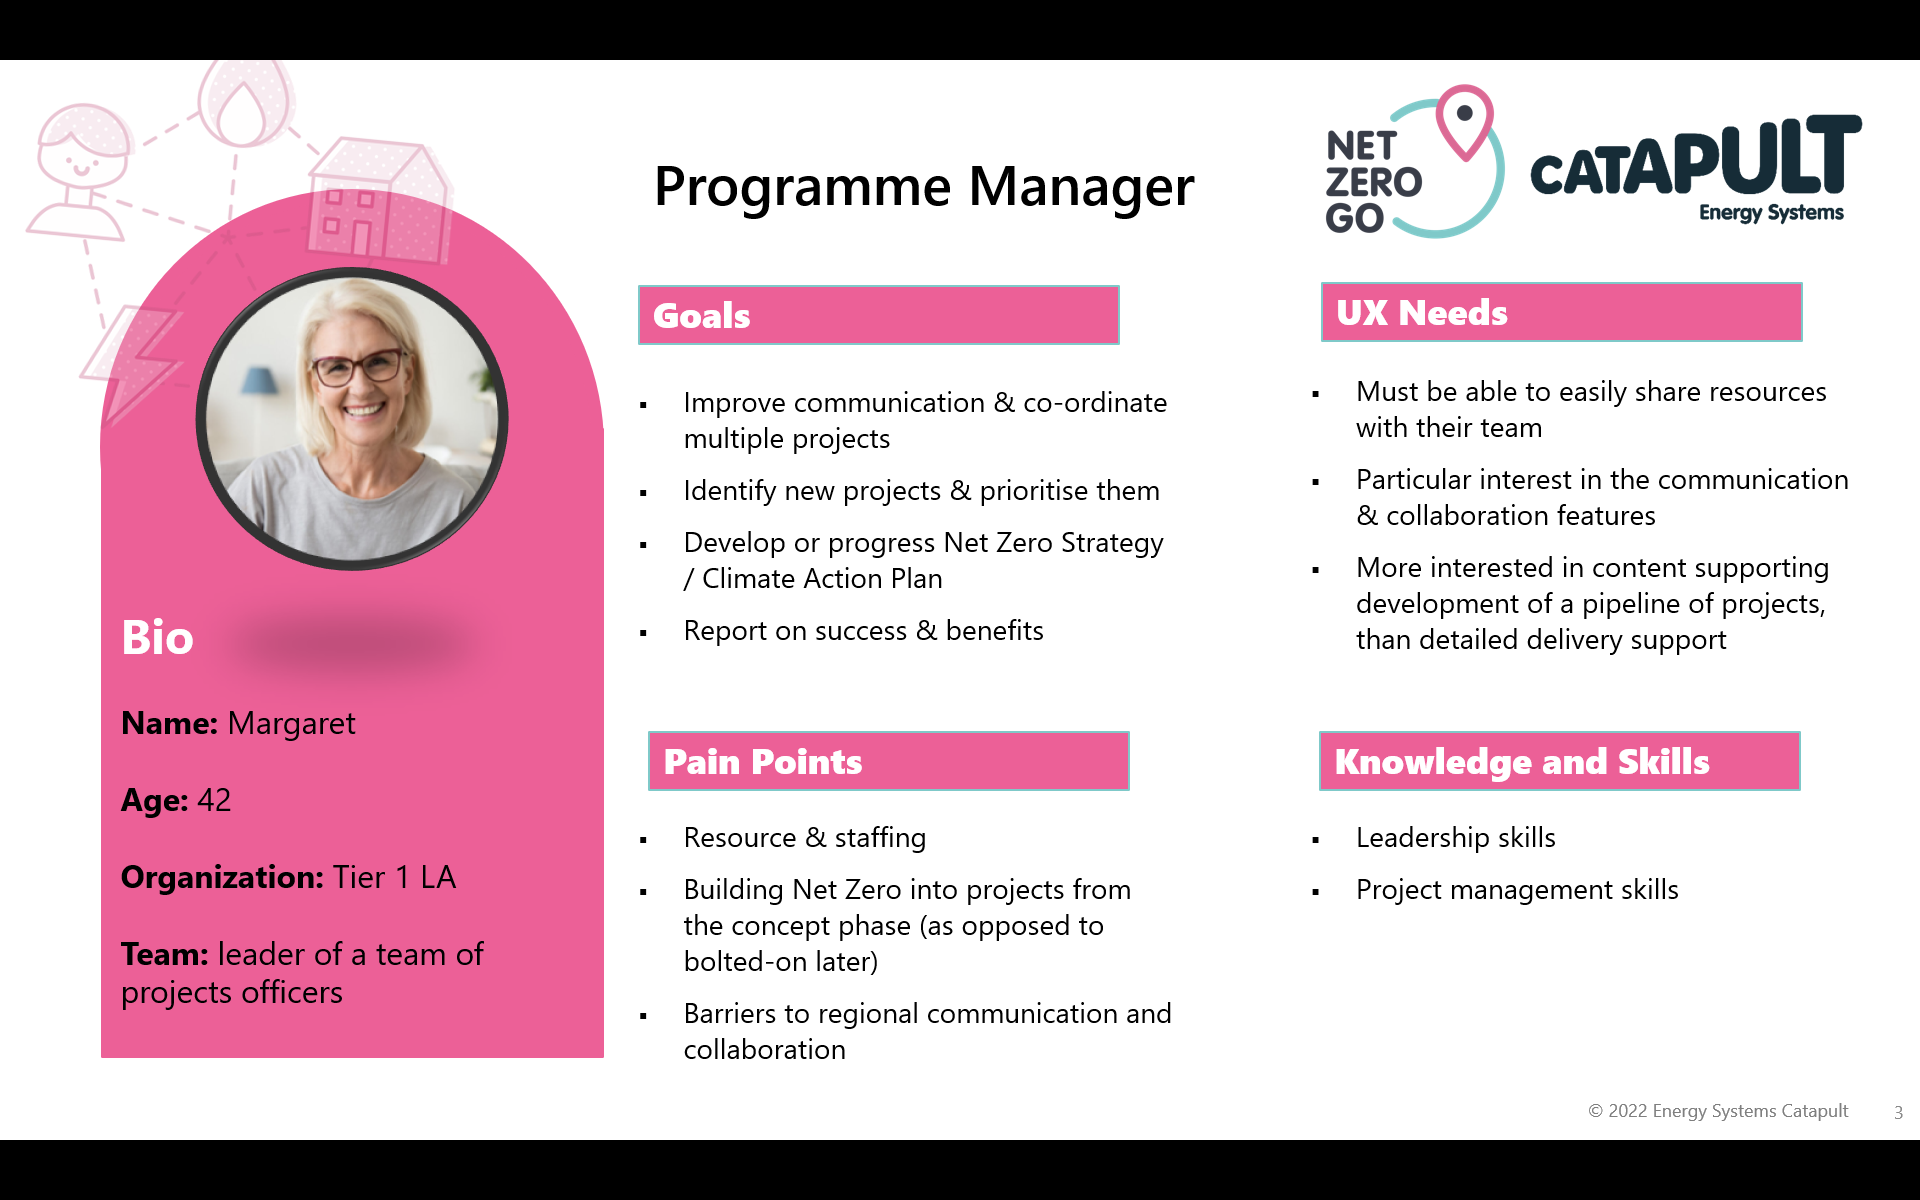 Programme Manager
NET
ZERO
GO
CATAPULT
Energy Systems
Bio
Name: Margaret
Age: 42
Organization: Tier 1 LA
Team: leader of a team of
projects officers
Goals
▪ Improve communication & co-ordinate
multiple projects
▪ Identify new projects & prioritise them
▪ Develop or progress Net Zero Strategy
/ Climate Action Plan
▪ Report on success & benefits
Pain Points
▪ Resource & staffing
▪ Building Net Zero into projects from
the concept phase (as opposed to
bolted-on later)
▪ Barriers to regional communication and
collaboration
UX Needs
▪ Must be able to easily share resources
with their team
▪ Particular interest in the communication
& collaboration features
▪ More interested in content supporting
development of a pipeline of projects,
than detailed delivery support
Knowledge and Skills
▪ Leadership skills
▪ Project management skills
© 2022 Energy Systems Catapult
3